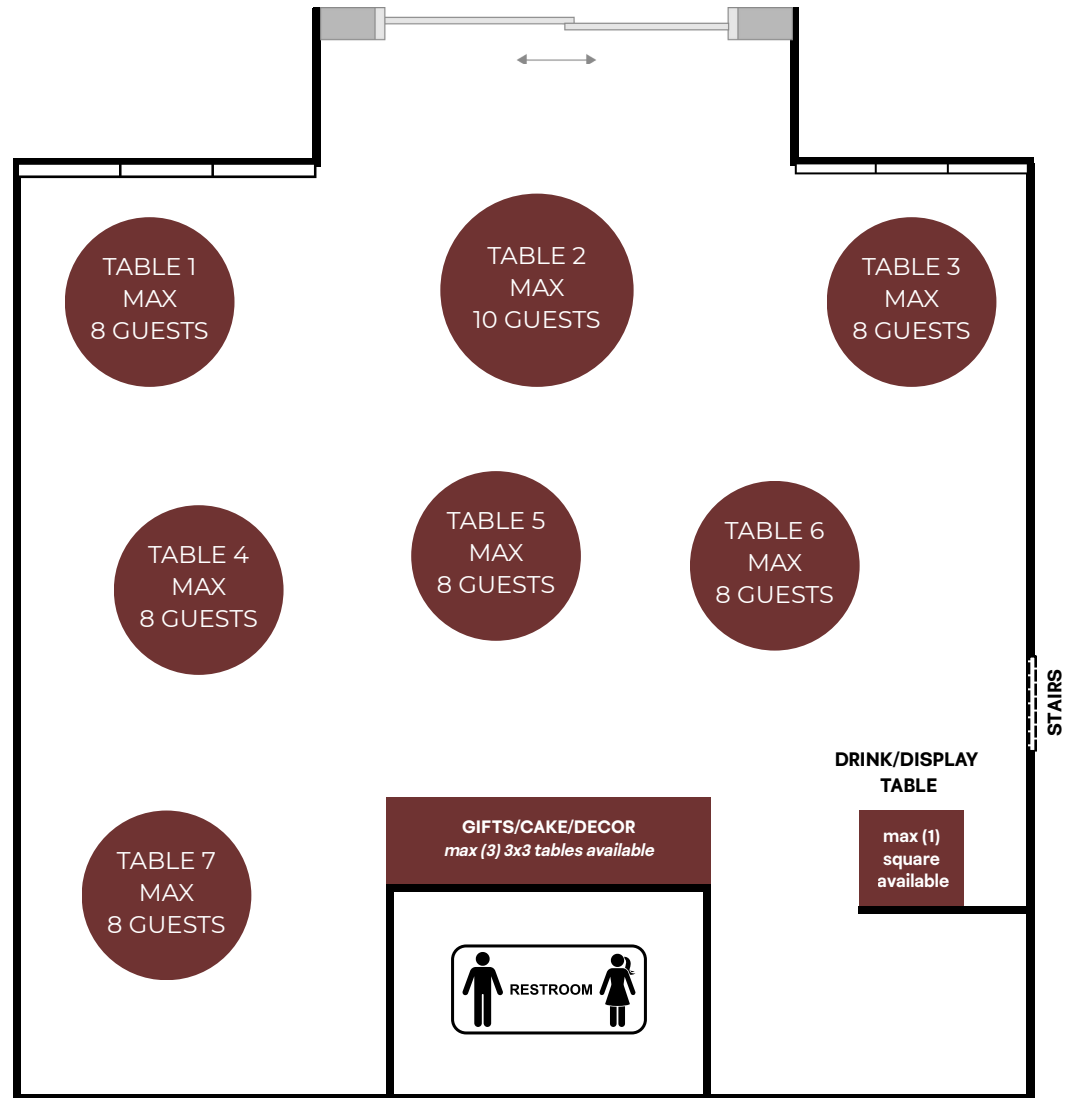 TABLE 1
MAX
8 GUESTS
TABLE 2
MAX
10 GUESTS
TABLE 3
MAX
8 GUESTS
TABLE 4
MAX
8 GUESTS
TABLE 5
MAX
8 GUESTS
TABLE 6
MAX
8 GUESTS
STAIRS
DRINK/DISPLAY
TABLE
max (1)
square
available
GIFTS/CAKE/DECOR
max (3) 3x3 tables available
TABLE 7
MAX
8 GUESTS
RESTROOM